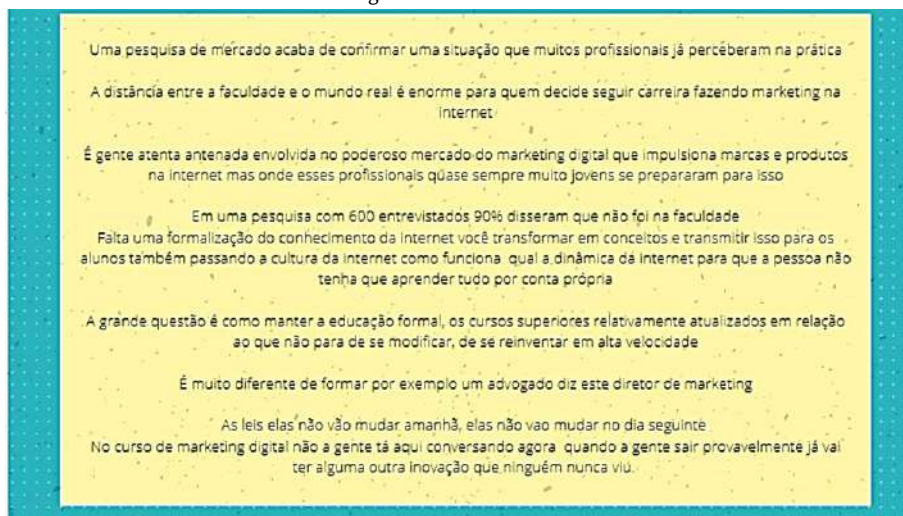 Uma pesquisa de mercado acaba de confirmar uma situação que muitos profissionais já perceberam na prática
A distância entre a faculdade e o mundo real é enorme para quem decide seguir carreira fazendo marketing na
internet
É gente atenta antenada envolvida no poderoso mercado do marketing digital que impulsiona marcas e produtos
na internet mas onde esses profissionais quase sempre muito jovens se prepararam para isso
Em uma pesquisa com 600 entrevistados 90% disseram que não foi na faculdade
Falta uma formalização do conhecimento da internet você transformar em conceitos e transmitir isso para os
alunos também passando a cultura da internet como funciona qual a dinâmica da internet para que a pessoa não
tenha que aprender tudo por conta própria
A grande questão é como manter a educação formal, os cursos superiores relativamente atualizados em relação
ao que não para de se modificar, de se reinventar em alta velocidade
É muito diferente de formar por exemplo um advogado diz este diretor de marketing
As leis elas não vão mudar amanhã, elas não vao mudar no dia seguinte
No curso de marketing digital não a gente tá aqui conversando agora quando a gente sair provavelmente já vai
ter alguma outra inovação que ninguém nunca viu.